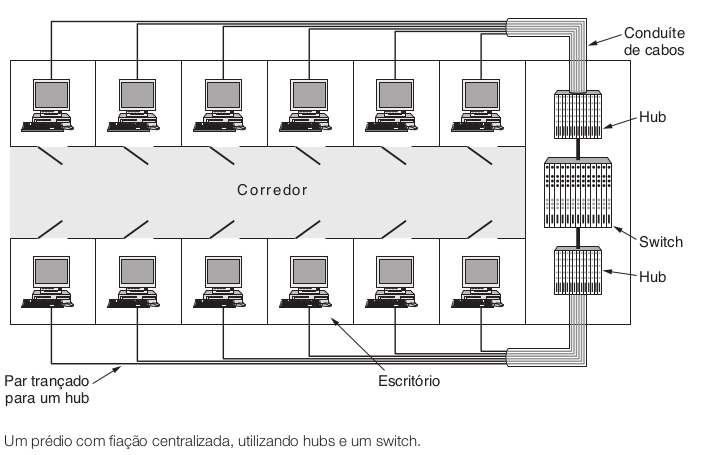 Conduíte
de cabos
Hub
Corredor
Switch
Hub
Par trançado
para um hub
Escritório
Um prédio com fiação centralizada, utilizando hubs e um switch.